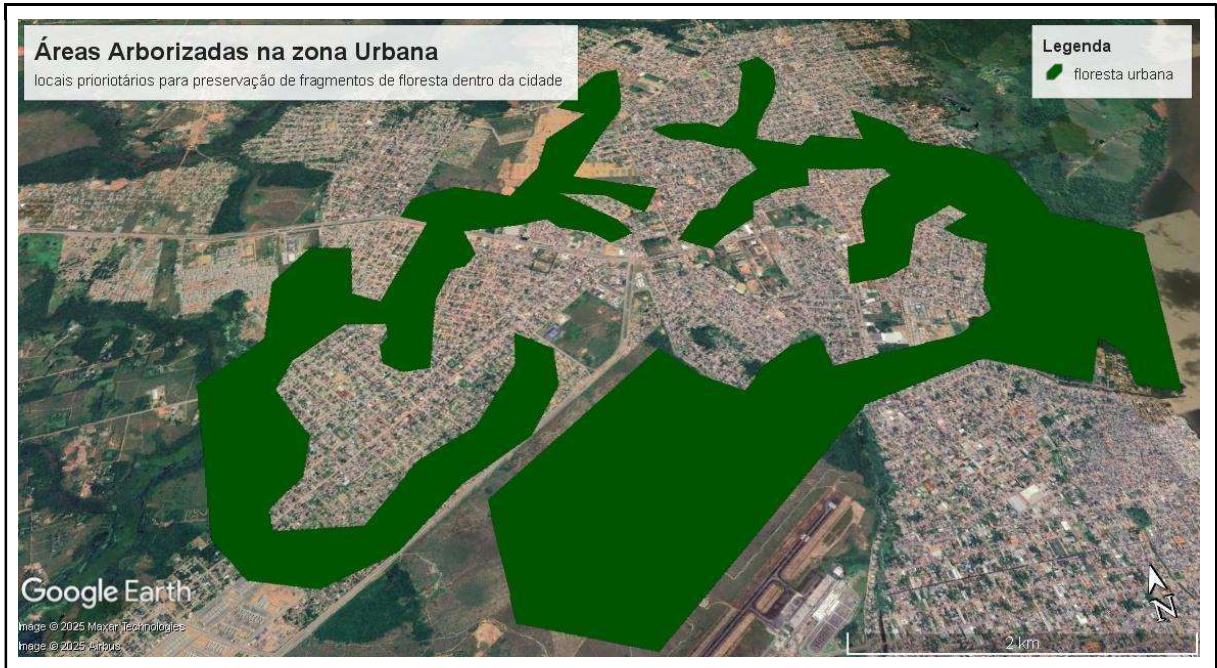 Áreas Arborizadas na zona Urbana
locais prioriotários para preservação de fragmentos de floresta dentro da cidade
Legenda
floresta urbana
Google Earth
Image © 2025 Maxar Technologies
Image © 2025 Airbus
2 km
N